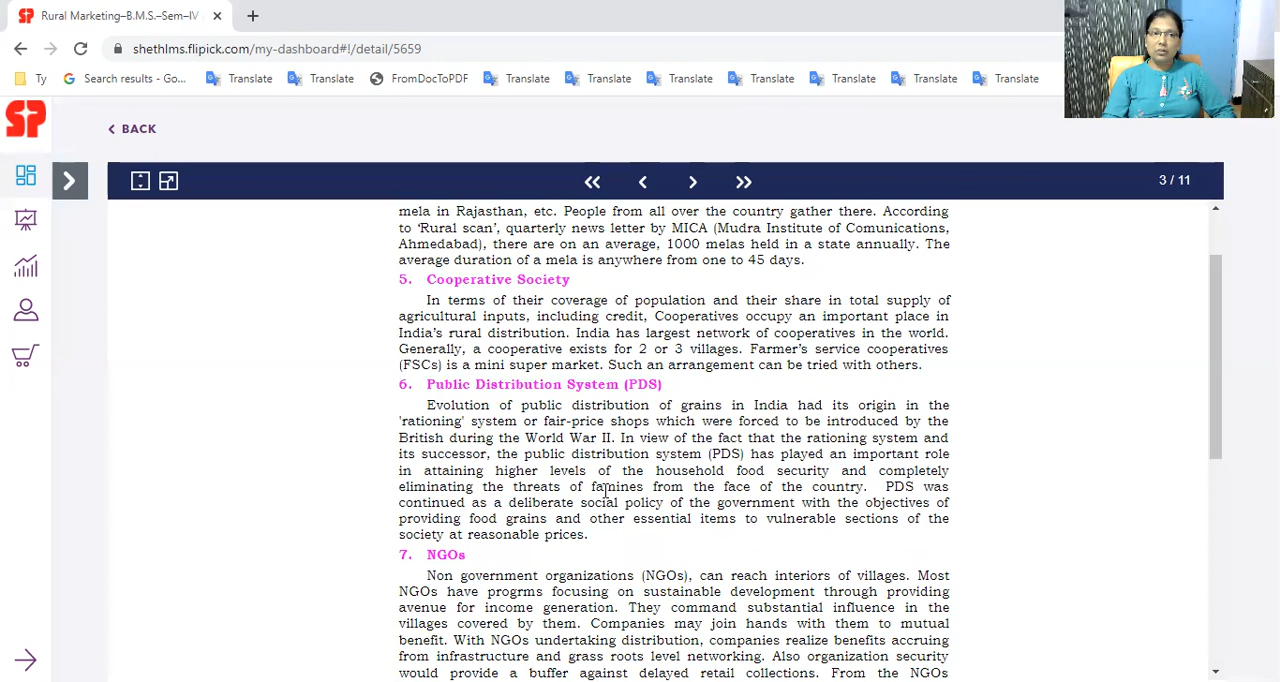 Rural Marketing–B.M.S.–Sem–IV
shethlms.flipick.com/my-dashboard#!/detail/5659
Ty
Search results - Go...
Translate
Translate
FromDocToPDF
Translate
Translate
Translate
Translate
Translate
Translate
Translate
SP
BACK
3 / 11
mela in Rajasthan, etc. People from all over the country gather there. According
to 'Rural scan', quarterly news letter by MICA (Mudra Institute of Comunications,
Ahmedabad), there are on an average, 1000 melas held in a state annually. The
average duration of a mela is anywhere from one to 45 days.
5. Cooperative Society
In terms of their coverage of population and their share in total supply of
agricultural inputs, including credit, Cooperatives occupy an important place in
India's rural distribution. India has largest network of cooperatives in the world.
Generally, a cooperative exists for 2 or 3 villages. Farmer's service cooperatives
(FSCs) is a mini super market. Such an arrangement can be tried with others.
6. Public Distribution System (PDS)
Evolution of public distribution of grains in India had its origin in the
'rationing' system or fair-price shops which were forced to be introduced by the
British during the World War II. In view of the fact that the rationing system and
its successor, the public distribution system (PDS) has played an important role
in attaining higher levels of the household food security and completely
eliminating the threats of famines from the face of the country. PDS was
continued as a deliberate social policy of the government with the objectives of
providing food grains and other essential items to vulnerable sections of the
society at reasonable prices.
7. NGOs
Non government organizations (NGOs), can reach interiors of villages. Most
NGOs have progrms focusing on sustainable development through providing
avenue for income generation. They command substantial influence in the
villages covered by them. Companies may join hands with them to mutual
benefit. With NGOs undertaking distribution, companies realize benefits accruing
from infrastructure and grass roots level networking. Also organization security
would provide a buffer against delayed retail collections. From the NGOs